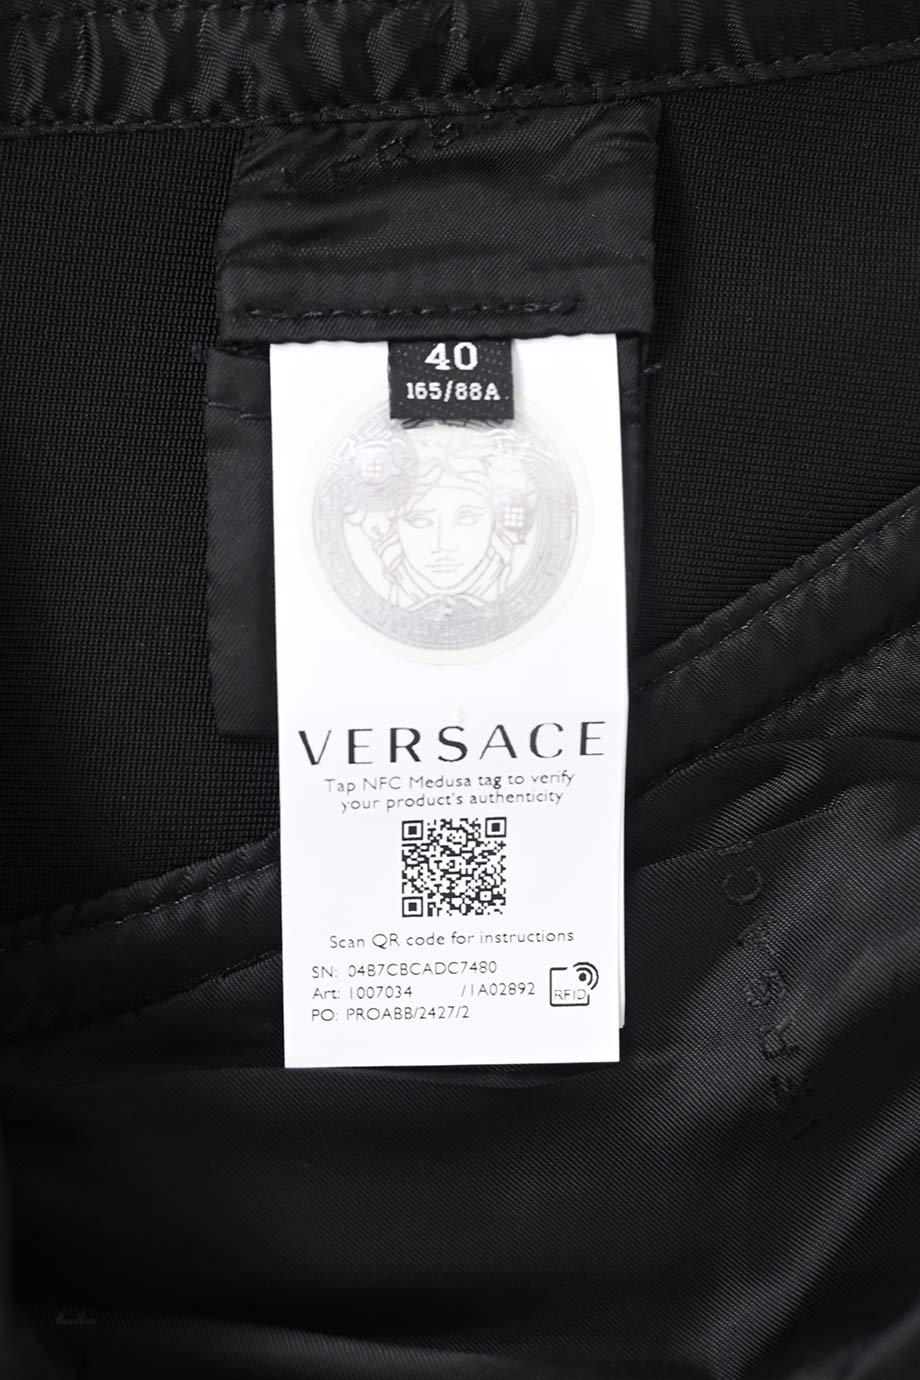 VERSA
40
165/88A
VERSACE
Tap NFC Medusa tag to verify
your product's authenticity
Scan QR code for instructions
SN: 04B7CBCADC7480
Art: 1007034 /1A02892
RFID
PO: PROABB/2427/2